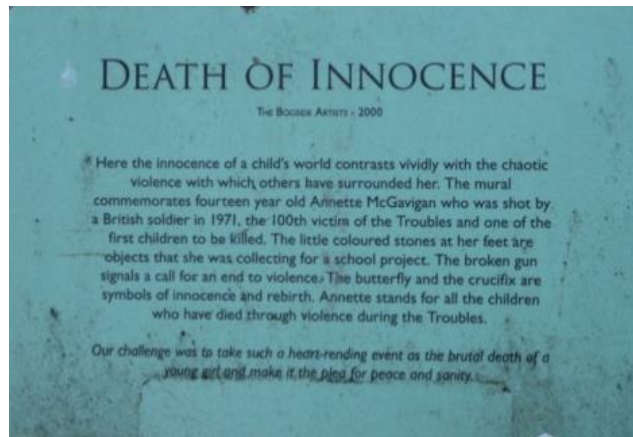 DEATH OF INNOCENCE
THE BOGSIDE ARTISTS - 2000
Here the innocence of a child's world contrasts vividly with the chaotic
violence with which others have surrounded her. The mural
commemorates fourteen year old Annette McGavigan who was shot by
a British soldier in 1971, the 100th victim of the Troubles and one of the
first children to be killed. The little coloured stones at her feet are
objects that she was collecting for a school project. The broken gun
signals a call for an end to violence. The butterfly and the crucifix are
symbols of innocence and rebirth. Annette stands for all the children
who have died through violence during the Troubles.
Our challenge was to take such a heart-rending event as the brutal death of a
young girl and make it the plea for peace and sanity.